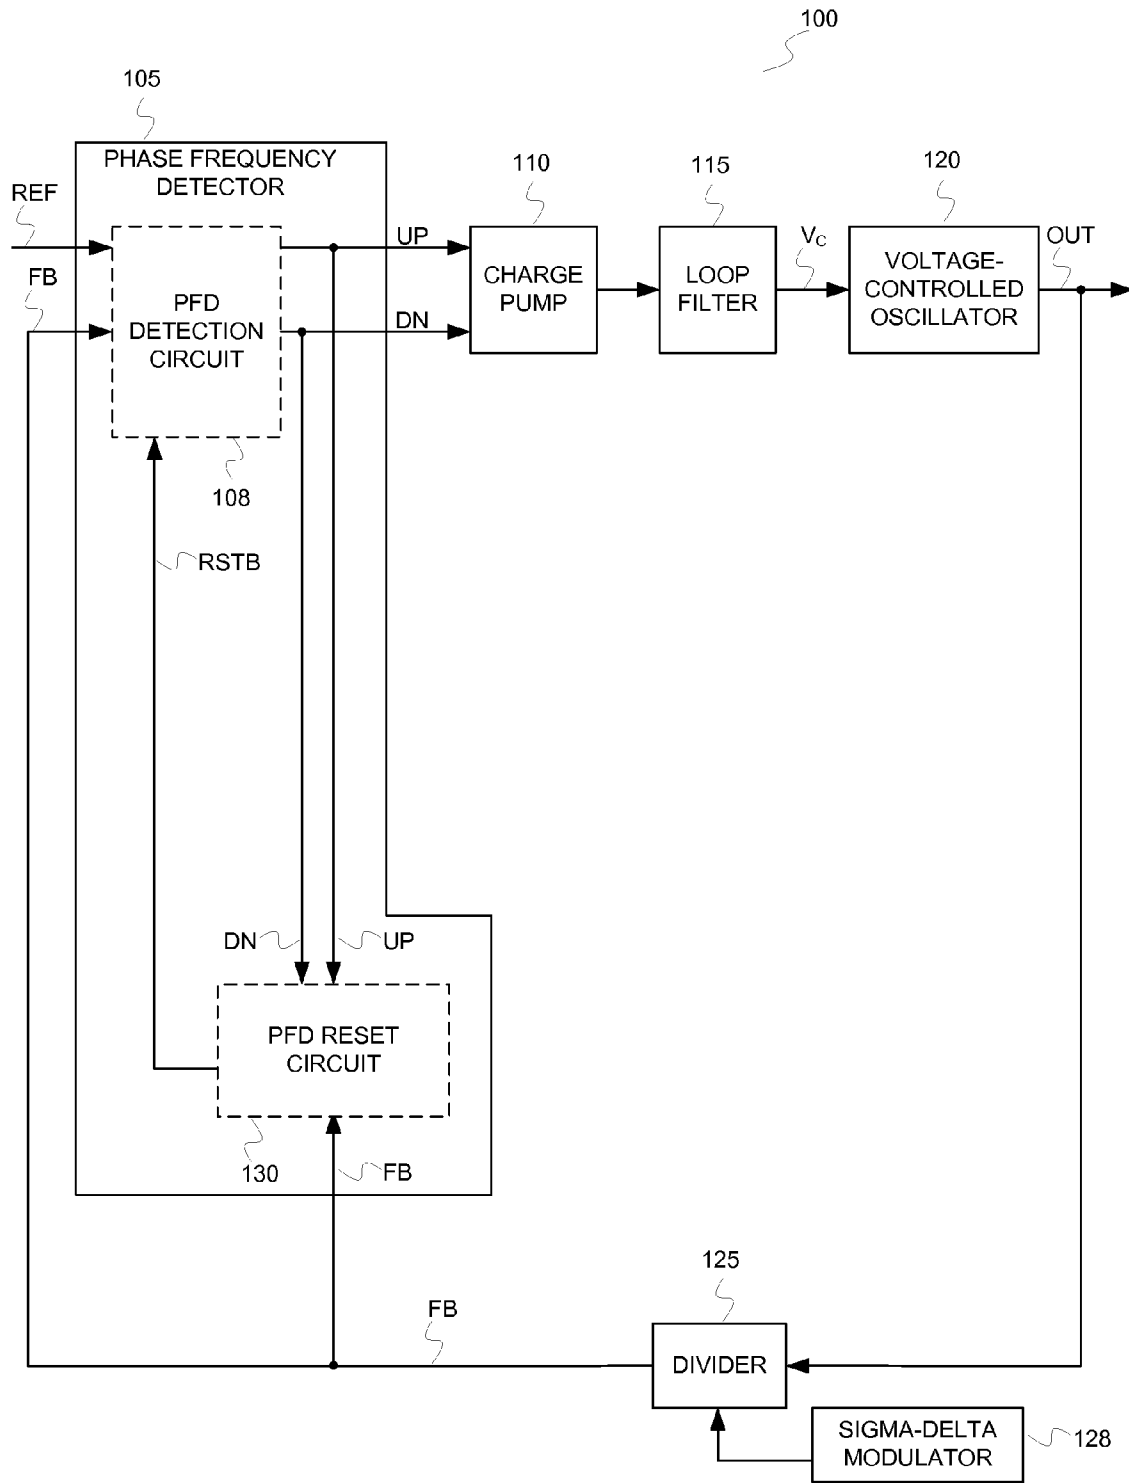 100
105
PHASE FREQUENCY
DETECTOR
110
115
120
REF
UP
VC
OUT
FB
PFD
DETECTION
CIRCUIT
CHARGE
PUMP
LOOP
FILTER
VOLTAGE-
CONTROLLED
OSCILLATOR
DN
108
RSTB
DN
UP
PFD RESET
CIRCUIT
130
FB
125
FB
DIVIDER
SIGMA-DELTA
MODULATOR
128